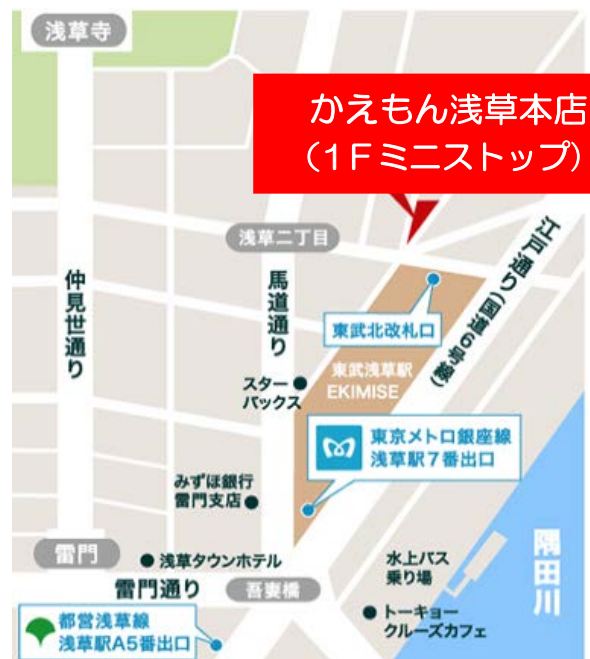 浅草寺
かえもん浅草本店
(1Fミニストップ)
浅草二丁目
江戸通り(国道6号線)
仲見世通り
馬道通り
東武北改札口
東武浅草駅
EKIMISE
スター
バックス
東京メトロ銀座線
浅草駅7番出口
みずほ銀行
雷門支店
雷門
浅草タウンホテル
雷門通り
吾妻橋
水上バス
乗り場
隅田川
都営浅草線
浅草駅A5番出口
トーキョー
クルーズカフェ